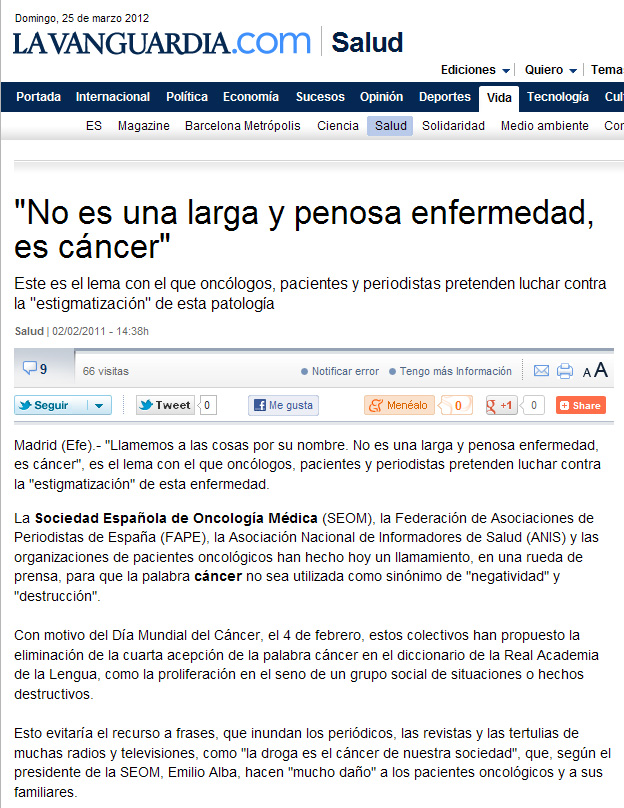 Domingo, 25 de marzo 2012
LAVANGUARDIA.com Salud
Ediciones Quiero Temas
Portada Internacional Política Economía Sucesos Opinión Deportes Vida Tecnología Cul
ES Magazine Barcelona Metrópolis Ciencia Salud Solidaridad Medio ambiente Con
"No es una larga y penosa enfermedad,
es cáncer"
Este es el lema con el que oncólogos, pacientes y periodistas pretenden luchar contra
la "estigmatización" de esta patología
Salud | 02/02/2011 - 14:38h
9 66 visitas Notificar error Tengo más Información A A
Seguir Tweet 0 Me gusta Menéalo 0 +1 0 Share
Madrid (Efe).- "Llamemos a las cosas por su nombre. No es una larga y penosa enfermedad,
es cáncer", es el lema con el que oncólogos, pacientes y periodistas pretenden luchar contra
la "estigmatización" de esta enfermedad.
La Sociedad Española de Oncología Médica (SEOM), la Federación de Asociaciones de
Periodistas de España (FAPE), la Asociación Nacional de Informadores de Salud (ANIS) y las
organizaciones de pacientes oncológicos han hecho hoy un llamamiento, en una rueda de
prensa, para que la palabra cáncer no sea utilizada como sinónimo de "negatividad" y
"destrucción".
Con motivo del Día Mundial del Cáncer, el 4 de febrero, estos colectivos han propuesto la
eliminación de la cuarta acepción de la palabra cáncer en el diccionario de la Real Academia
de la Lengua, como la proliferación en el seno de un grupo social de situaciones o hechos
destructivos.
Esto evitaría el recurso a frases, que inundan los periódicos, las revistas y las tertulias de
muchas radios y televisiones, como "la droga es el cáncer de nuestra sociedad", que, según el
presidente de la SEOM, Emilio Alba, hacen "mucho daño" a los pacientes oncológicos y a sus
familiares.